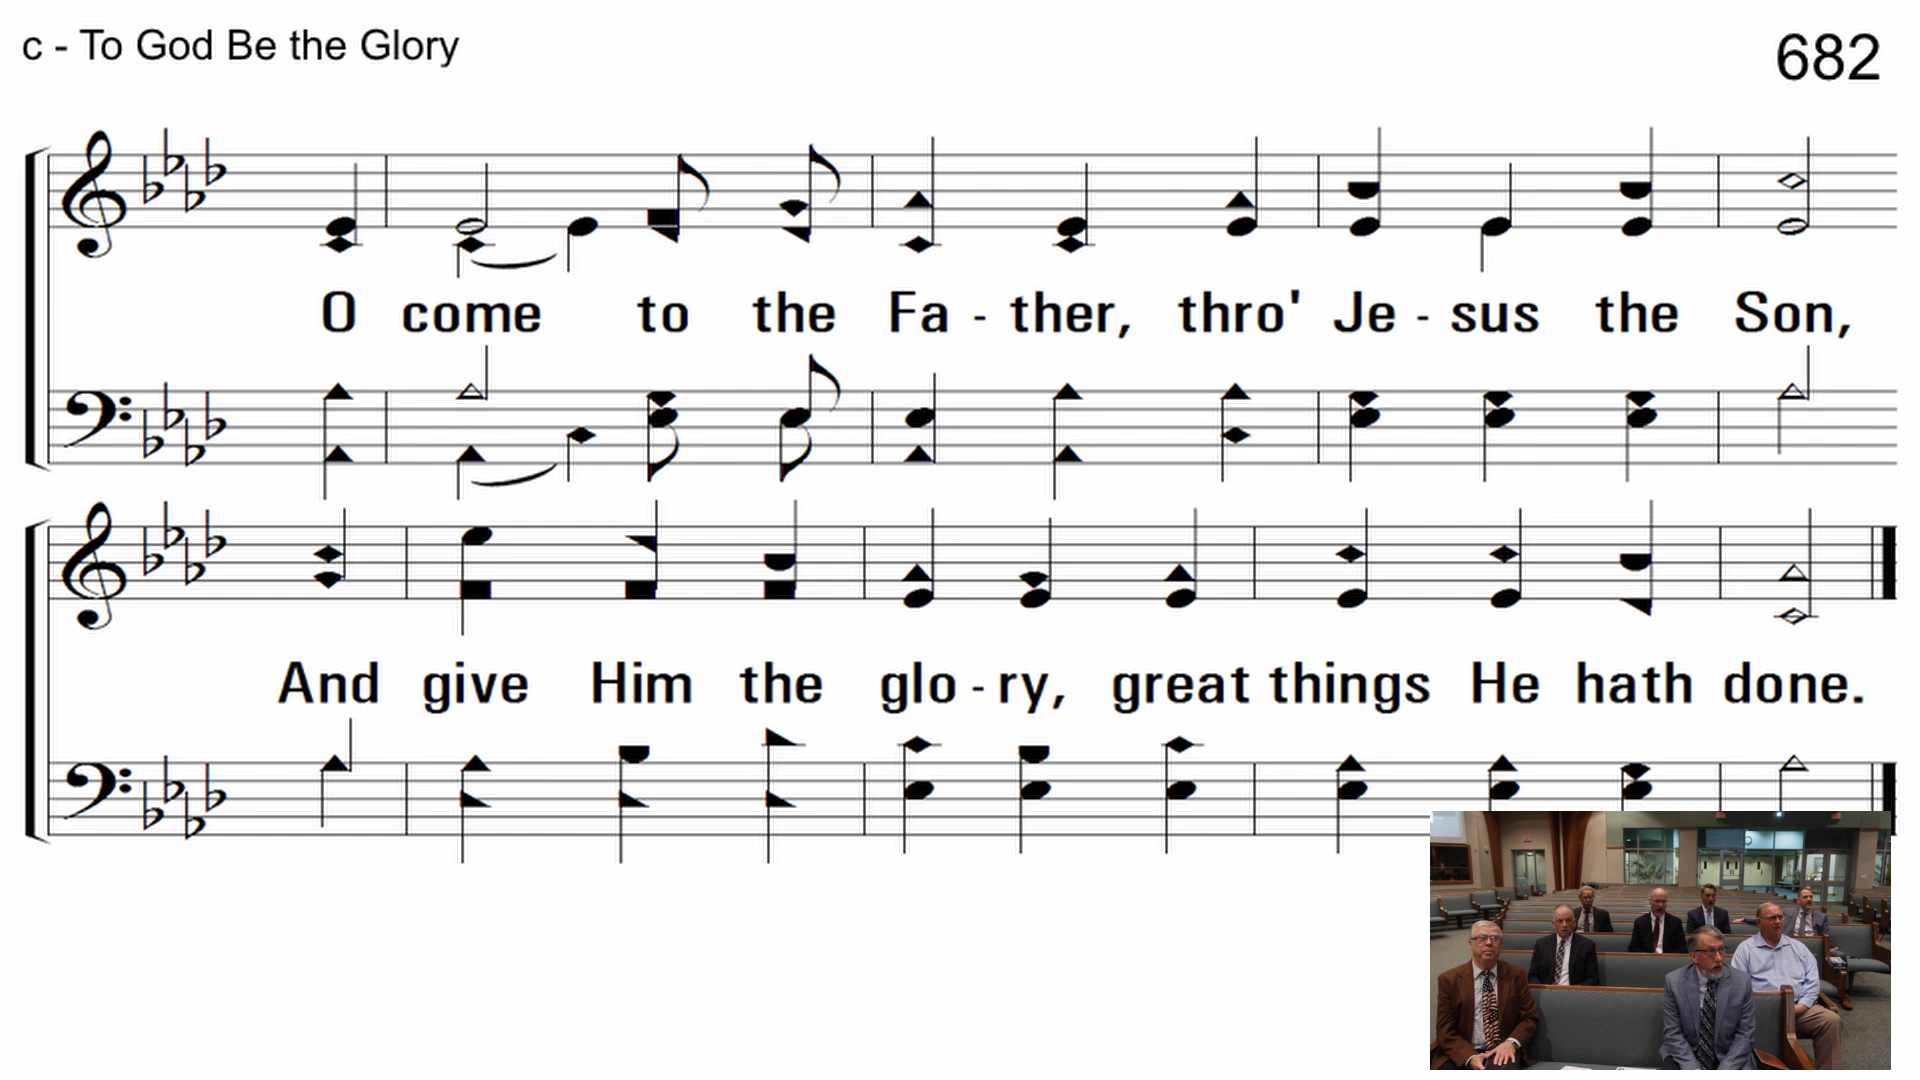 c - To God Be the Glory
682
O come to the Fa - ther, thro' Je - sus the Son,
And give Him the glo - ry, great things He hath done.